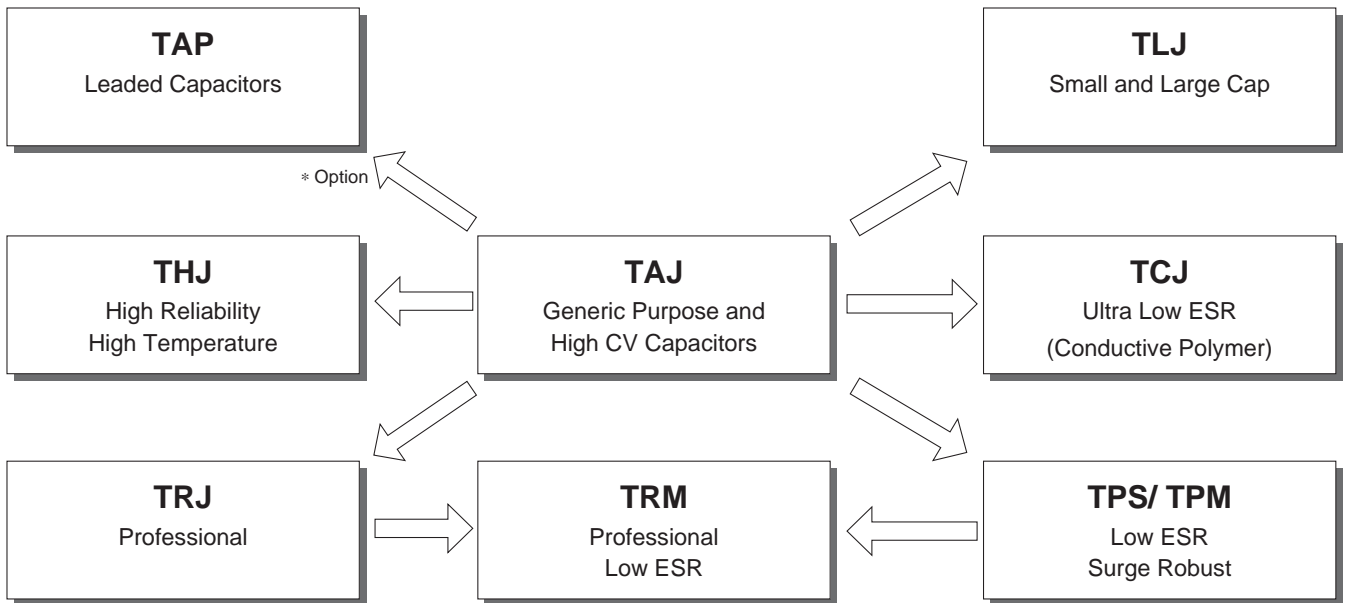 TAP
Leaded Capacitors
TLJ
Small and Large Cap
* Option
THJ
High Reliability
High Temperature
TAJ
Generic Purpose and
High CV Capacitors
TCJ
Ultra Low ESR
(Conductive Polymer)
TRJ
Professional
TRM
Professional
Low ESR
TPS/ TPM
Low ESR
Surge Robust